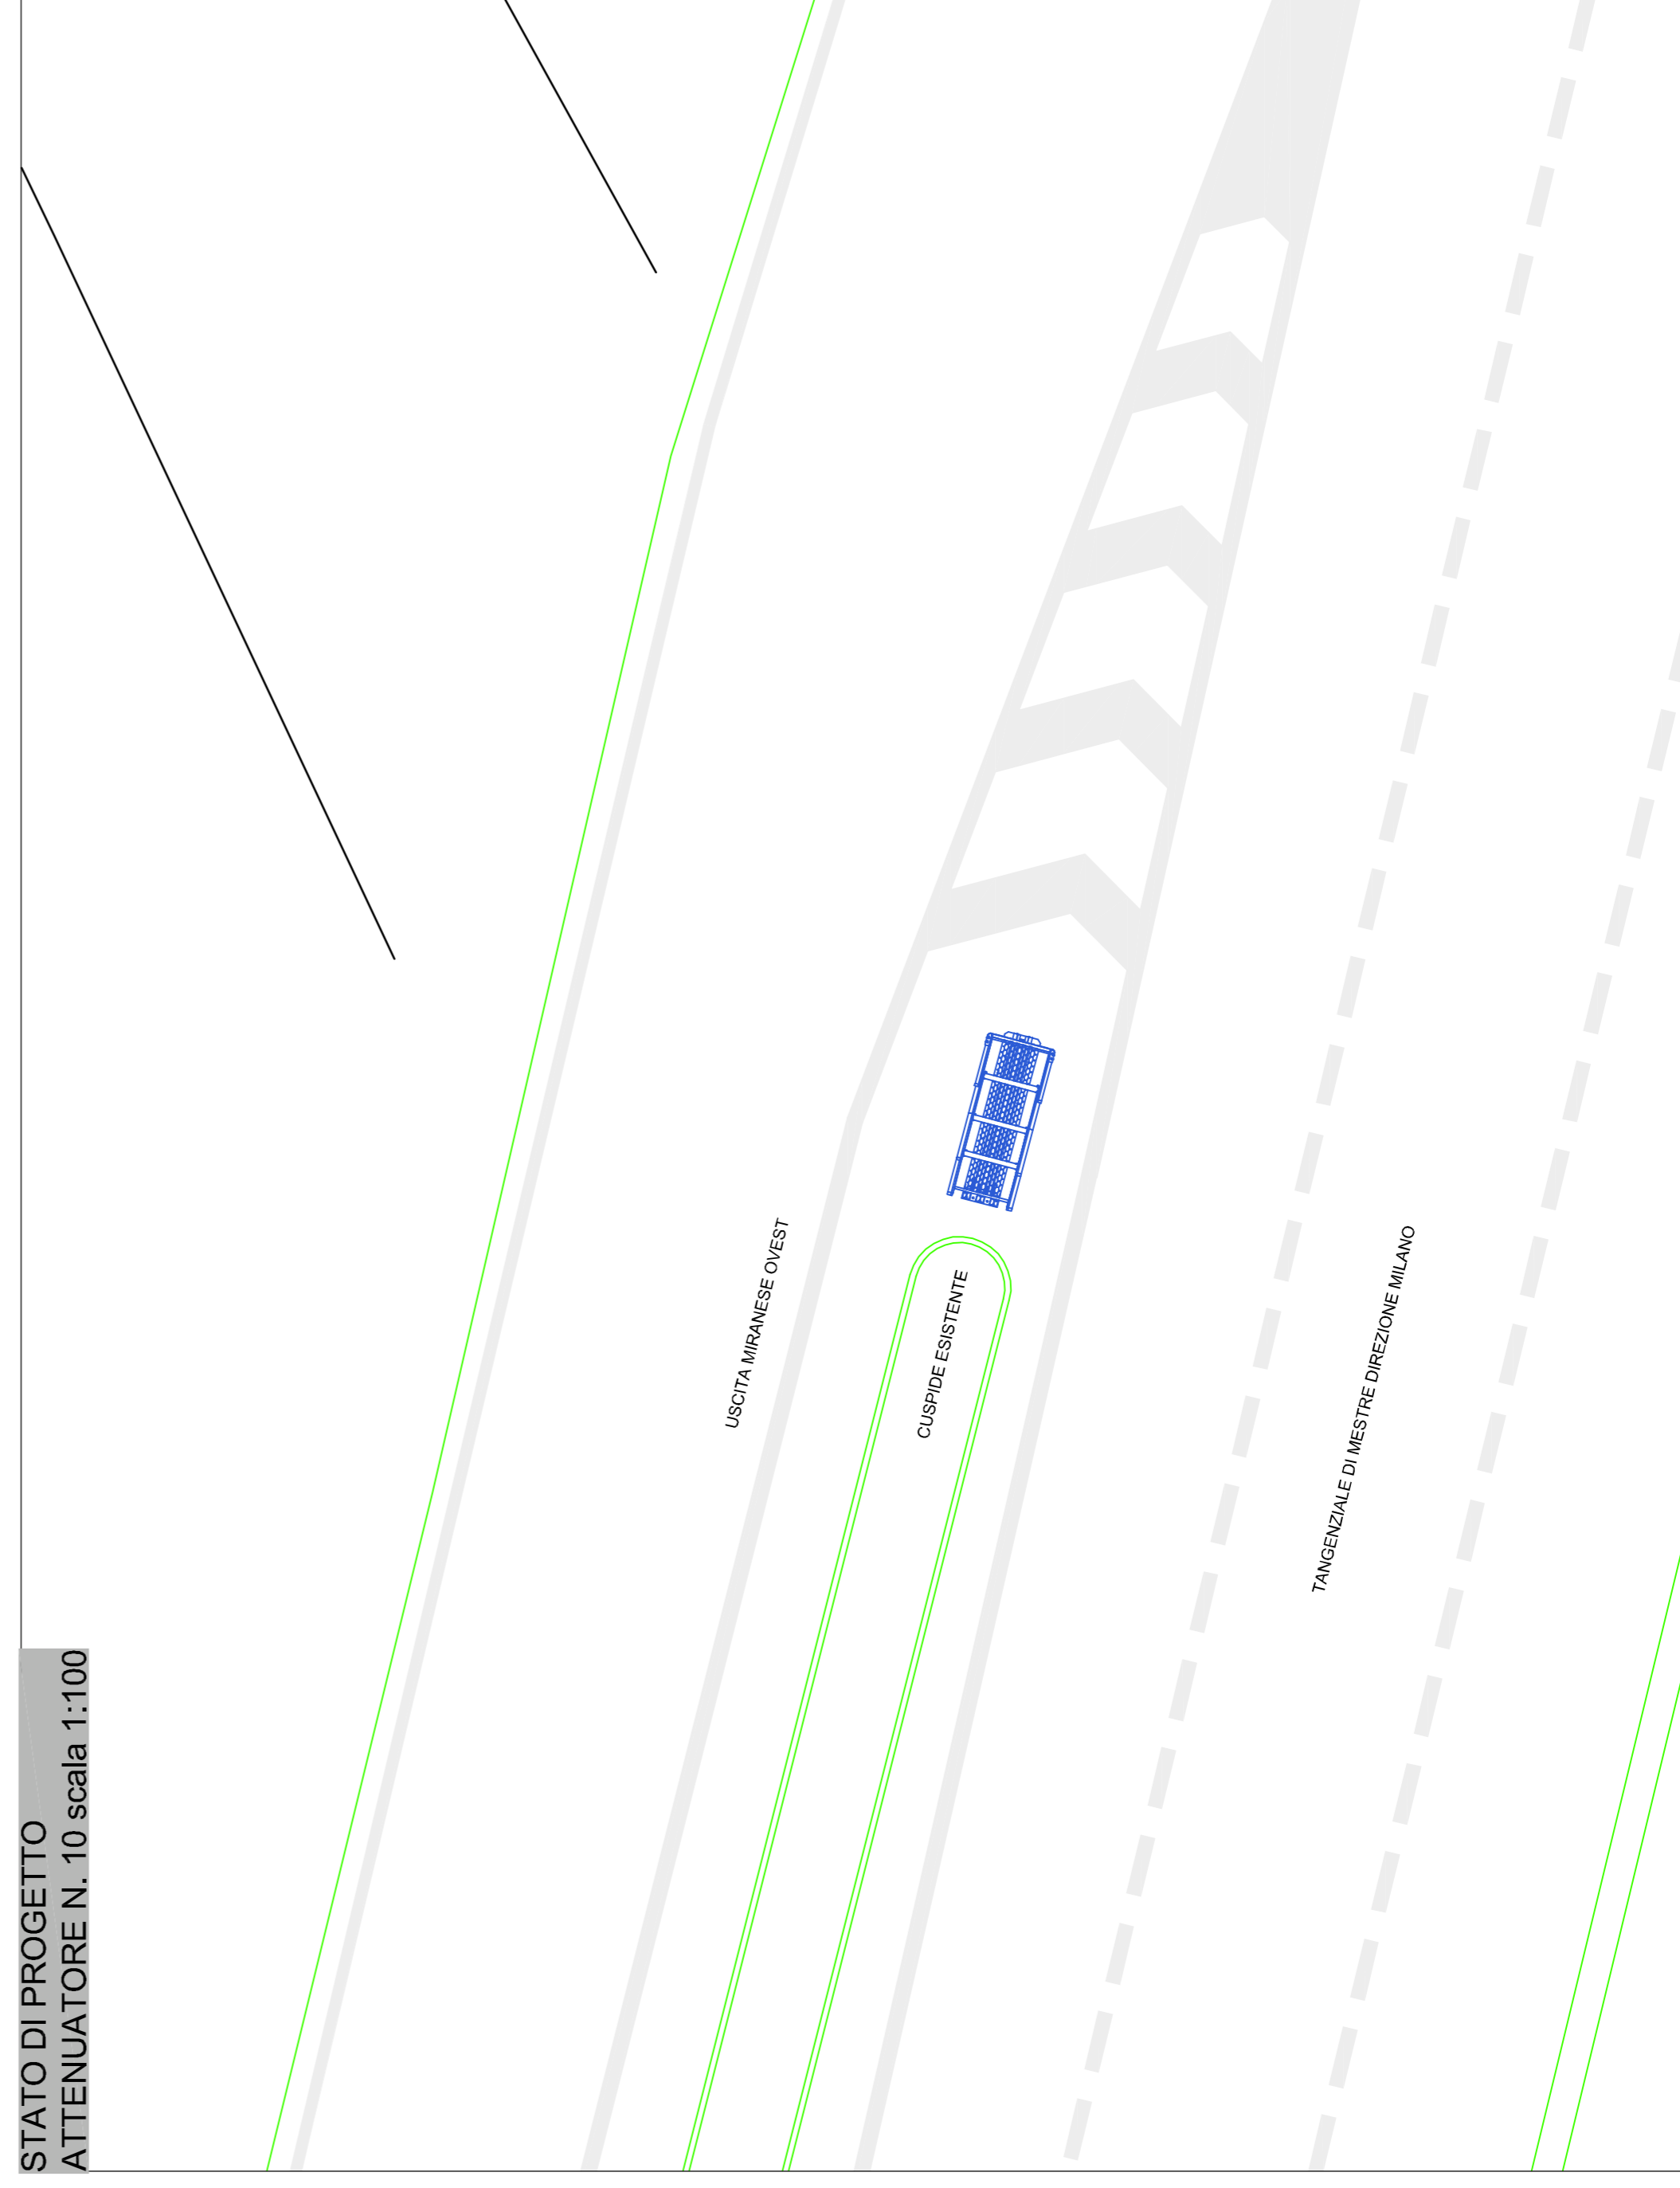 STATO DI PROGETTO
ATTENUATORE N. 10 scala 1:100
USCITA MIRANESE OVEST
CUSPIDE ESISTENTE
TANGENZIALE DI MESTRE DIREZIONE MILANO